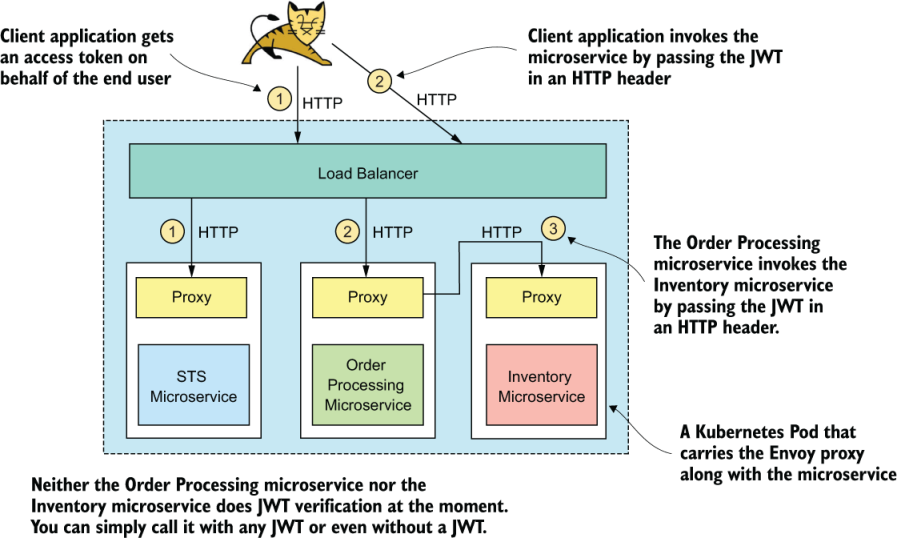 Client application gets
an access token on
behalf of the end user
Client application invokes the
microservice by passing the JWT
in an HTTP header
1
HTTP
2
HTTP
Load Balancer
1
HTTP
2
HTTP
HTTP
3
The Order Processing
microservice invokes the
Inventory microservice
by passing the JWT in
an HTTP header.
Proxy
Proxy
Proxy
STS
Microservice
Order
Processing
Microservice
Inventory
Microservice
A Kubernetes Pod that
carries the Envoy proxy
along with the microservice
Neither the Order Processing microservice nor the
Inventory microservice does JWT verification at the moment.
You can simply call it with any JWT or even without a JWT.